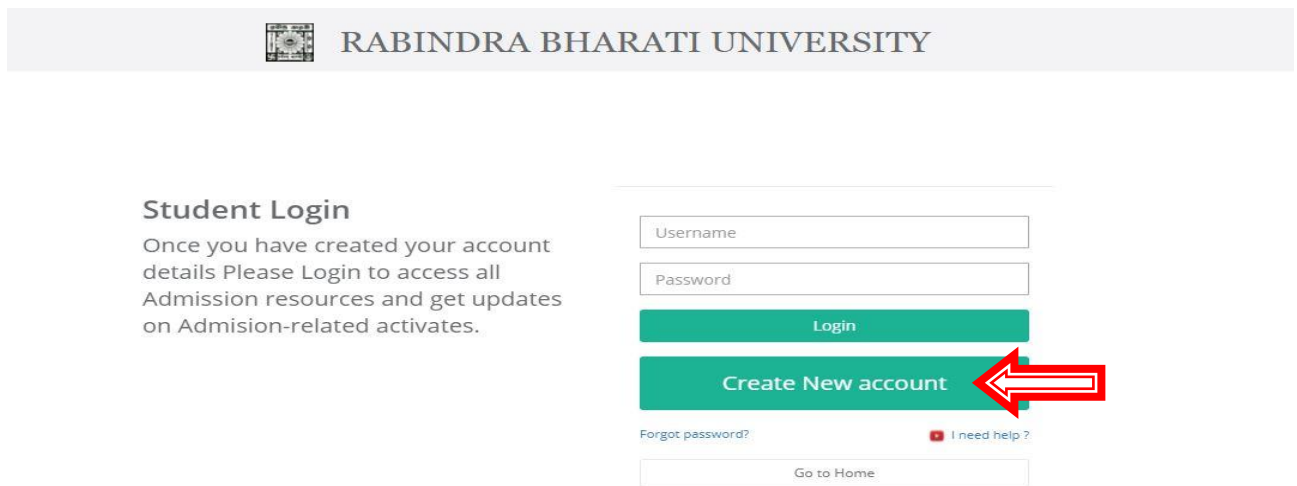 RABINDRA BHARATI UNIVERSITY
Student Login
Once you have created your account
details Please Login to access all
Admission resources and get updates
on Admision-related activates.
Username
Password
Login
Create New account
Forgot password?
I need help ?
Go to Home